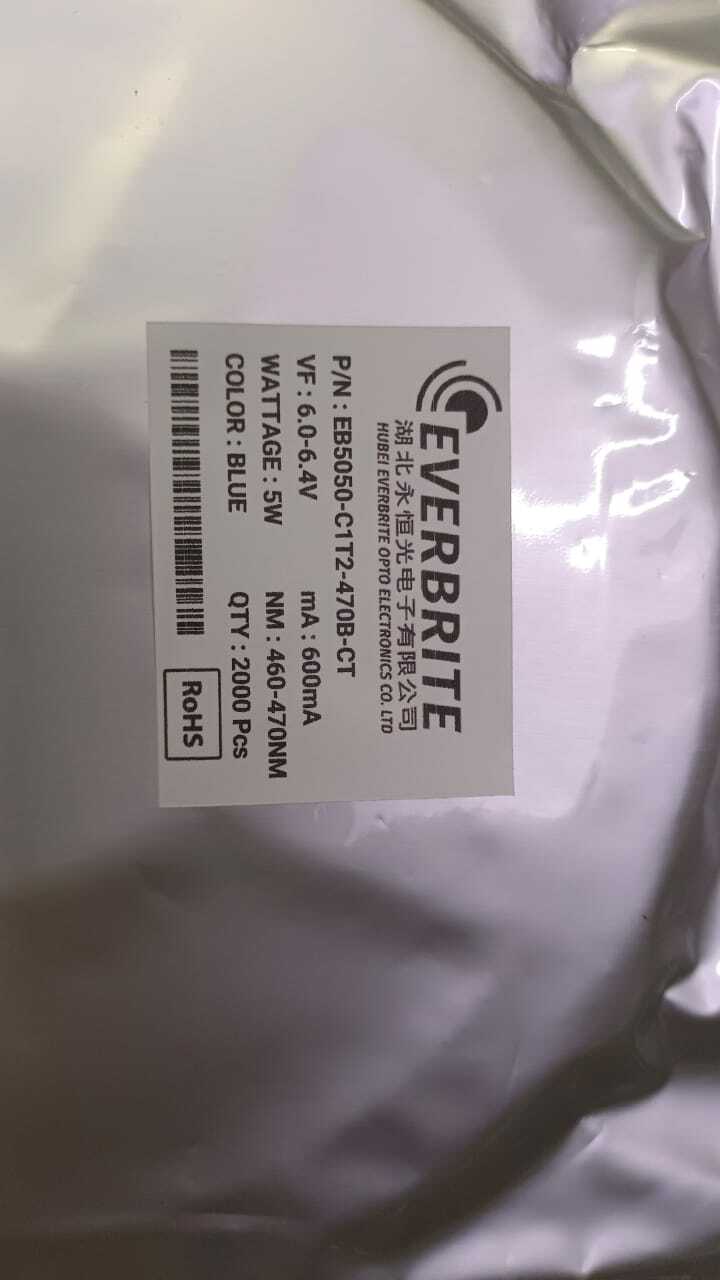 EVERBRITE
湖北永恒光电子有限公司
HUBEI EVERBRITE OPTO ELECTRONICS CO. LTD
P/N : EB5050-C1T2-470B-CT
VF : 6.0-6.4V mA : 600mA
WATTAGE : 5W NM : 460-470NM
COLOR : BLUE QTY : 2000 Pcs
RoHS